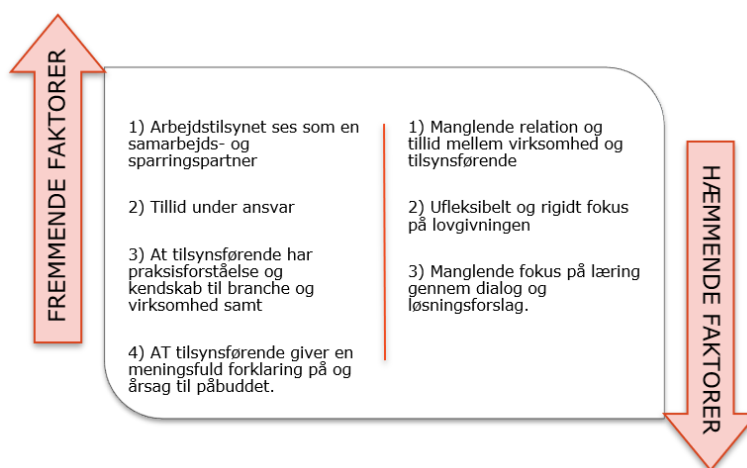 FREMMENDE FAKTORER
1) Arbejdstilsynet ses som en
samarbejds- og
sparringspartner
2) Tillid under ansvar
3) At tilsynsførende har
praksisforståelse og
kendskab til branche og
virksomhed samt
4) AT tilsynsførende giver en
meningsfuld forklaring på og
årsag til påbuddet.
1) Manglende relation og
tillid mellem virksomhed og
tilsynsførende
2) Ufleksibelt og rigidt fokus
på lovgivningen
3) Manglende fokus på læring
gennem dialog og
løsningsforslag.
HÆMMENDE FAKTORER